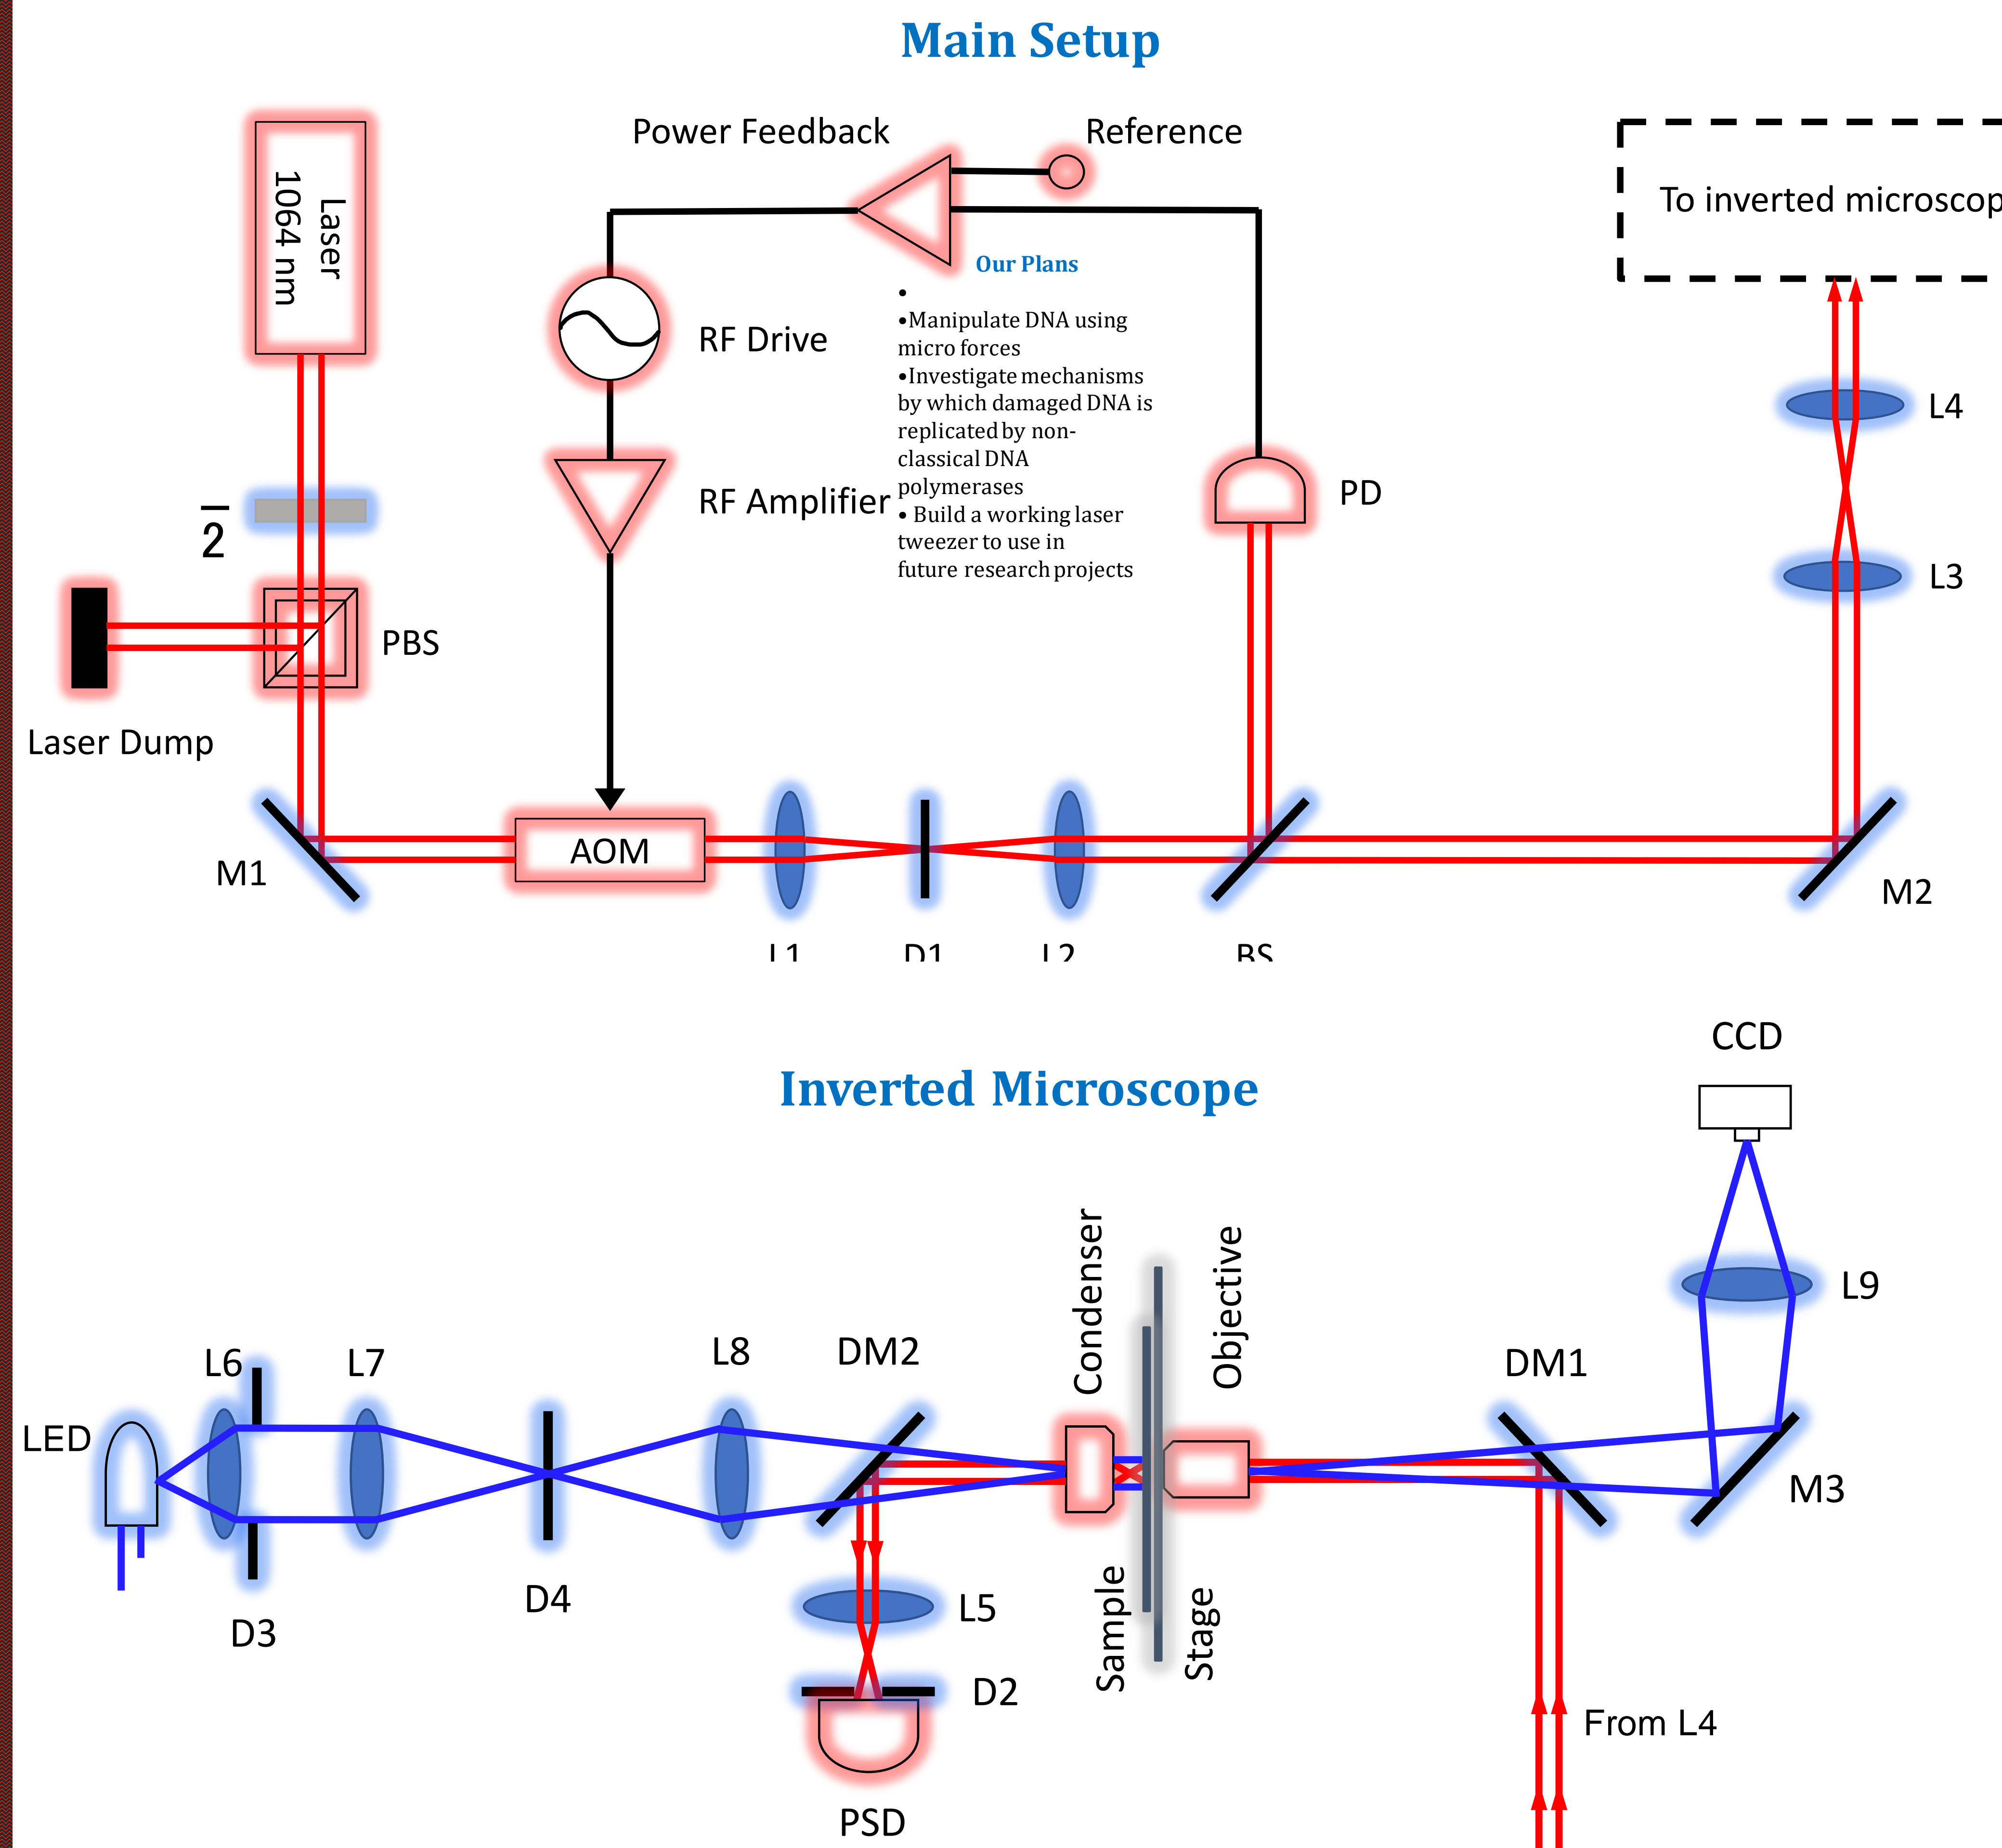 Main Setup
Power Feedback
Reference
Laser
1064 nm
To inverted microscop
Our Plans
•
•Manipulate DNA using
micro forces
•Investigate mechanisms
by which damaged DNA is
replicated by non-
classical DNA
polymerases
• Build a working laser
tweezer to use in
future research projects
RF Drive
RF Amplifier
PD
L4
L3
2
PBS
Laser Dump
M1
AOM
M2
L1
D1
L2
BS
Inverted Microscope
CCD
Condenser
Objective
L9
L6
L7
L8
DM2
DM1
LED
M3
D4
D3
L5
Sample
Stage
D2
From L4
PSD